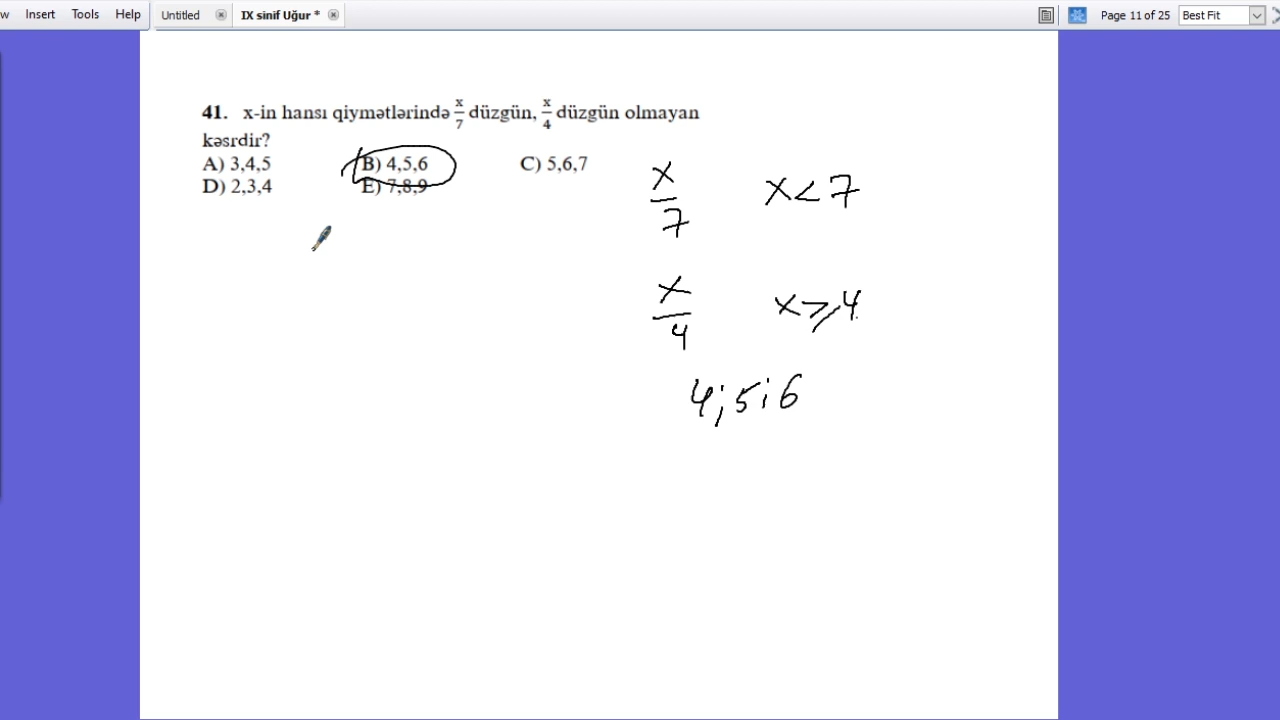 w Insert Tools Help Untitled IX sinif Uğur * Page 11 of 25 Best Fit
41. x-in hansı qiymətlərində x/7 düzgün, x/4 düzgün olmayan
kəsrdir?
A) 3,4,5 B) 4,5,6 C) 5,6,7
D) 2,3,4 E) 7,8,9
x/7 x<7
x/4 x⩾4
4;5;6